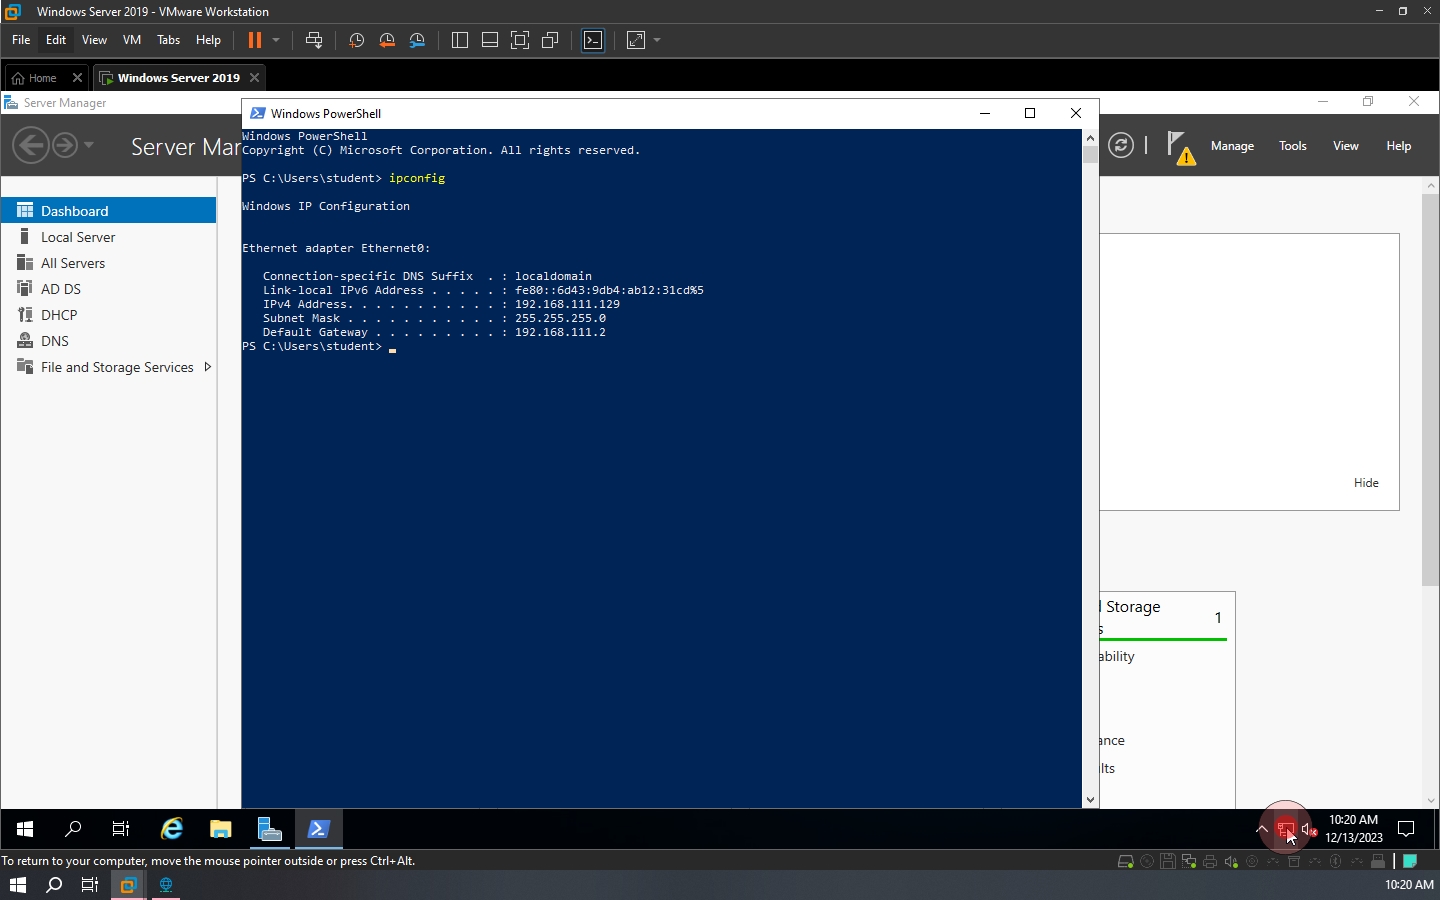 Windows Server 2019 - VMware Workstation
File Edit View VM Tabs Help
Home
Windows Server 2019
Server Manager
Server Mar
Manage Tools View Help
Windows PowerShell
Windows PowerShell
Copyright (C) Microsoft Corporation. All rights reserved.
PS C:\Users\student> ipconfig
Windows IP Configuration
Ethernet adapter Ethernet0:
Connection-specific DNS Suffix . : localdomain
Link-local IPv6 Address . . . . . : fe80::6d43:9db4:ab12:31cd%5
IPv4 Address. . . . . . . . . . . : 192.168.111.129
Subnet Mask . . . . . . . . . . . : 255.255.255.0
Default Gateway . . . . . . . . . : 192.168.111.2
PS C:\Users\student>
Dashboard
Local Server
All Servers
AD DS
DHCP
DNS
File and Storage Services
Hide
Storage
1
s
ability
ance
lts
10:20 AM
12/13/2023
To return to your computer, move the mouse pointer outside or press Ctrl+Alt.
10:20 AM